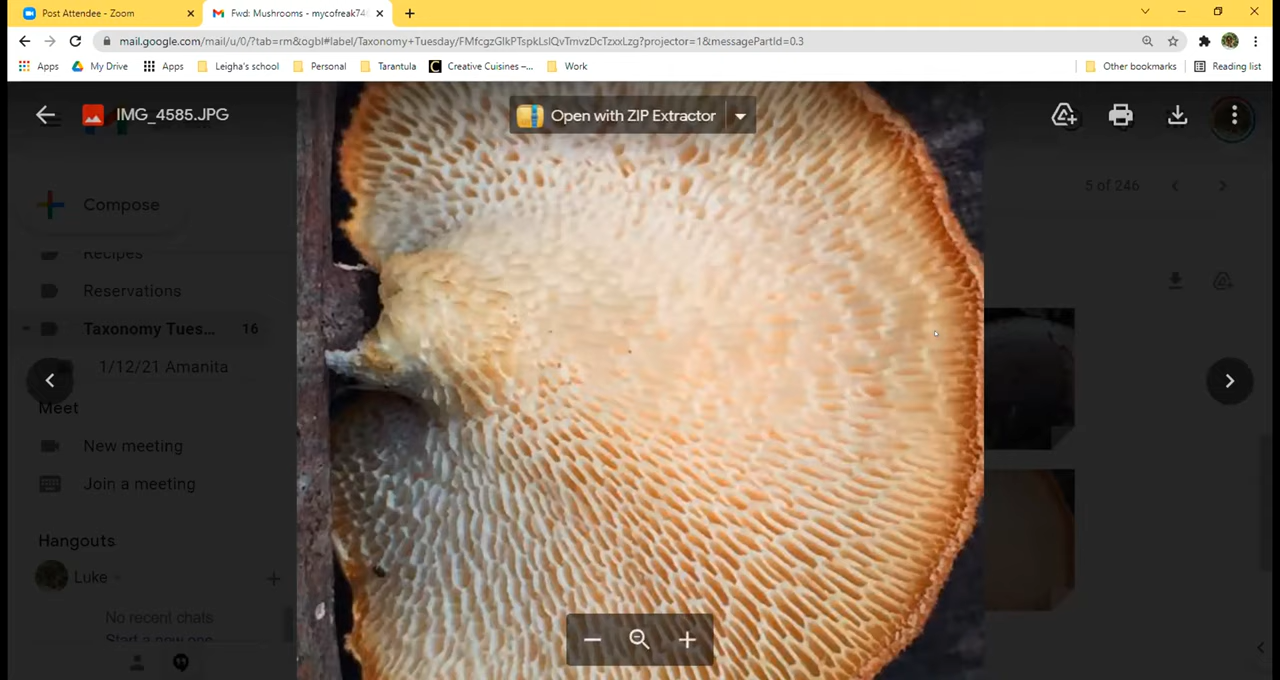 Post Attendee - Zoom
Fwd: Mushrooms - mycofreak74
mail.google.com/mail/u/0/?tab=rm&ogbl#label/Taxonomy+Tuesday/FMfcgzGlkPTspkLslQvTmvzDcTzxxLzg?projector=1&messagePartId=0.3
Apps
My Drive
Apps
Leigha's school
Personal
Tarantula
Creative Cuisines –...
Work
Other bookmarks
Reading list
IMG_4585.JPG
Open with ZIP Extractor
5 of 246
Compose
Recipes
Reservations
Taxonomy Tues... 16
1/12/21 Amanita
Meet
New meeting
Join a meeting
Hangouts
Luke
No recent chats
Start a new one